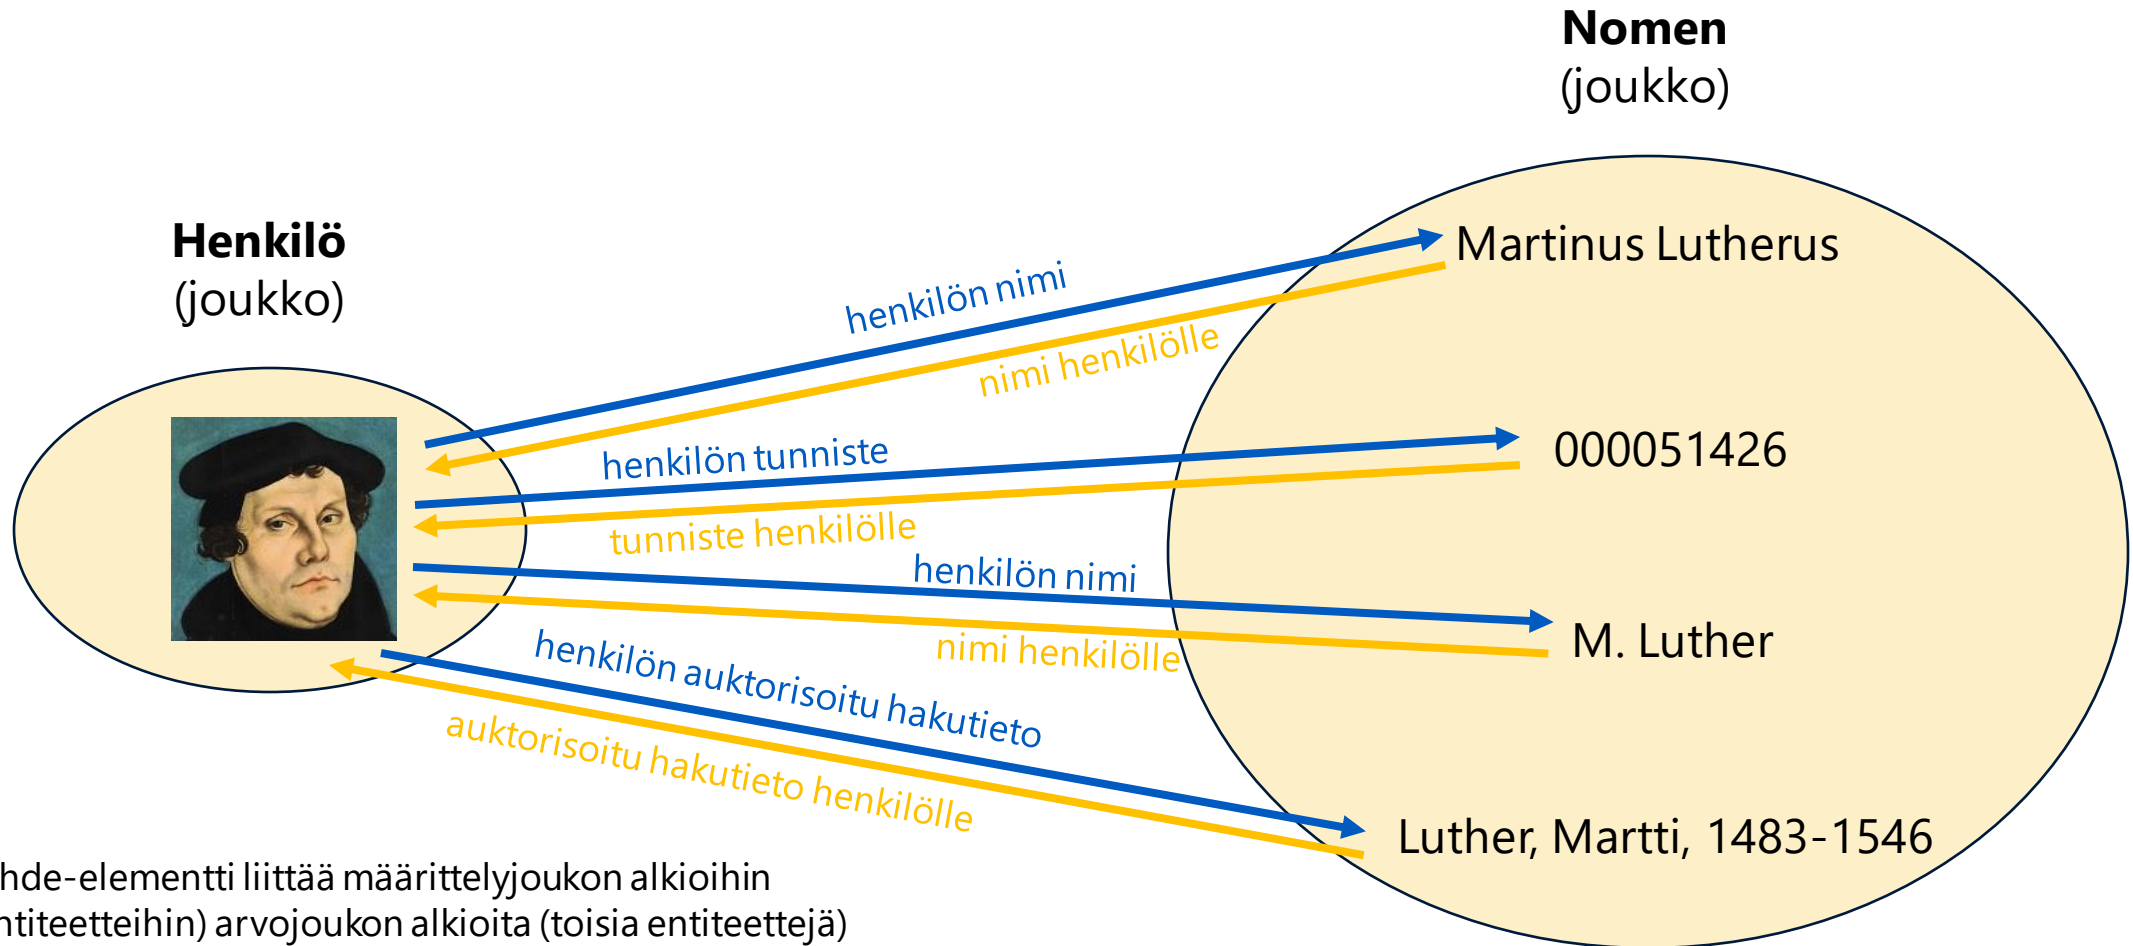 Nomen
(joukko)
Henkilö
(joukko)
Martinus Lutherus
henkilön nimi
nimi henkilölle
000051426
henkilön tunniste
tunniste henkilölle
henkilön nimi
nimi henkilölle
M. Luther
henkilön auktorisoitu hakutieto
auktorisoitu hakutieto henkilölle
Luther, Martti, 1483-1546
hde-elementti liittää määrittelyjoukon alkioihin
ntiteetteihin) arvojoukon alkioita (toisia entiteettejä)